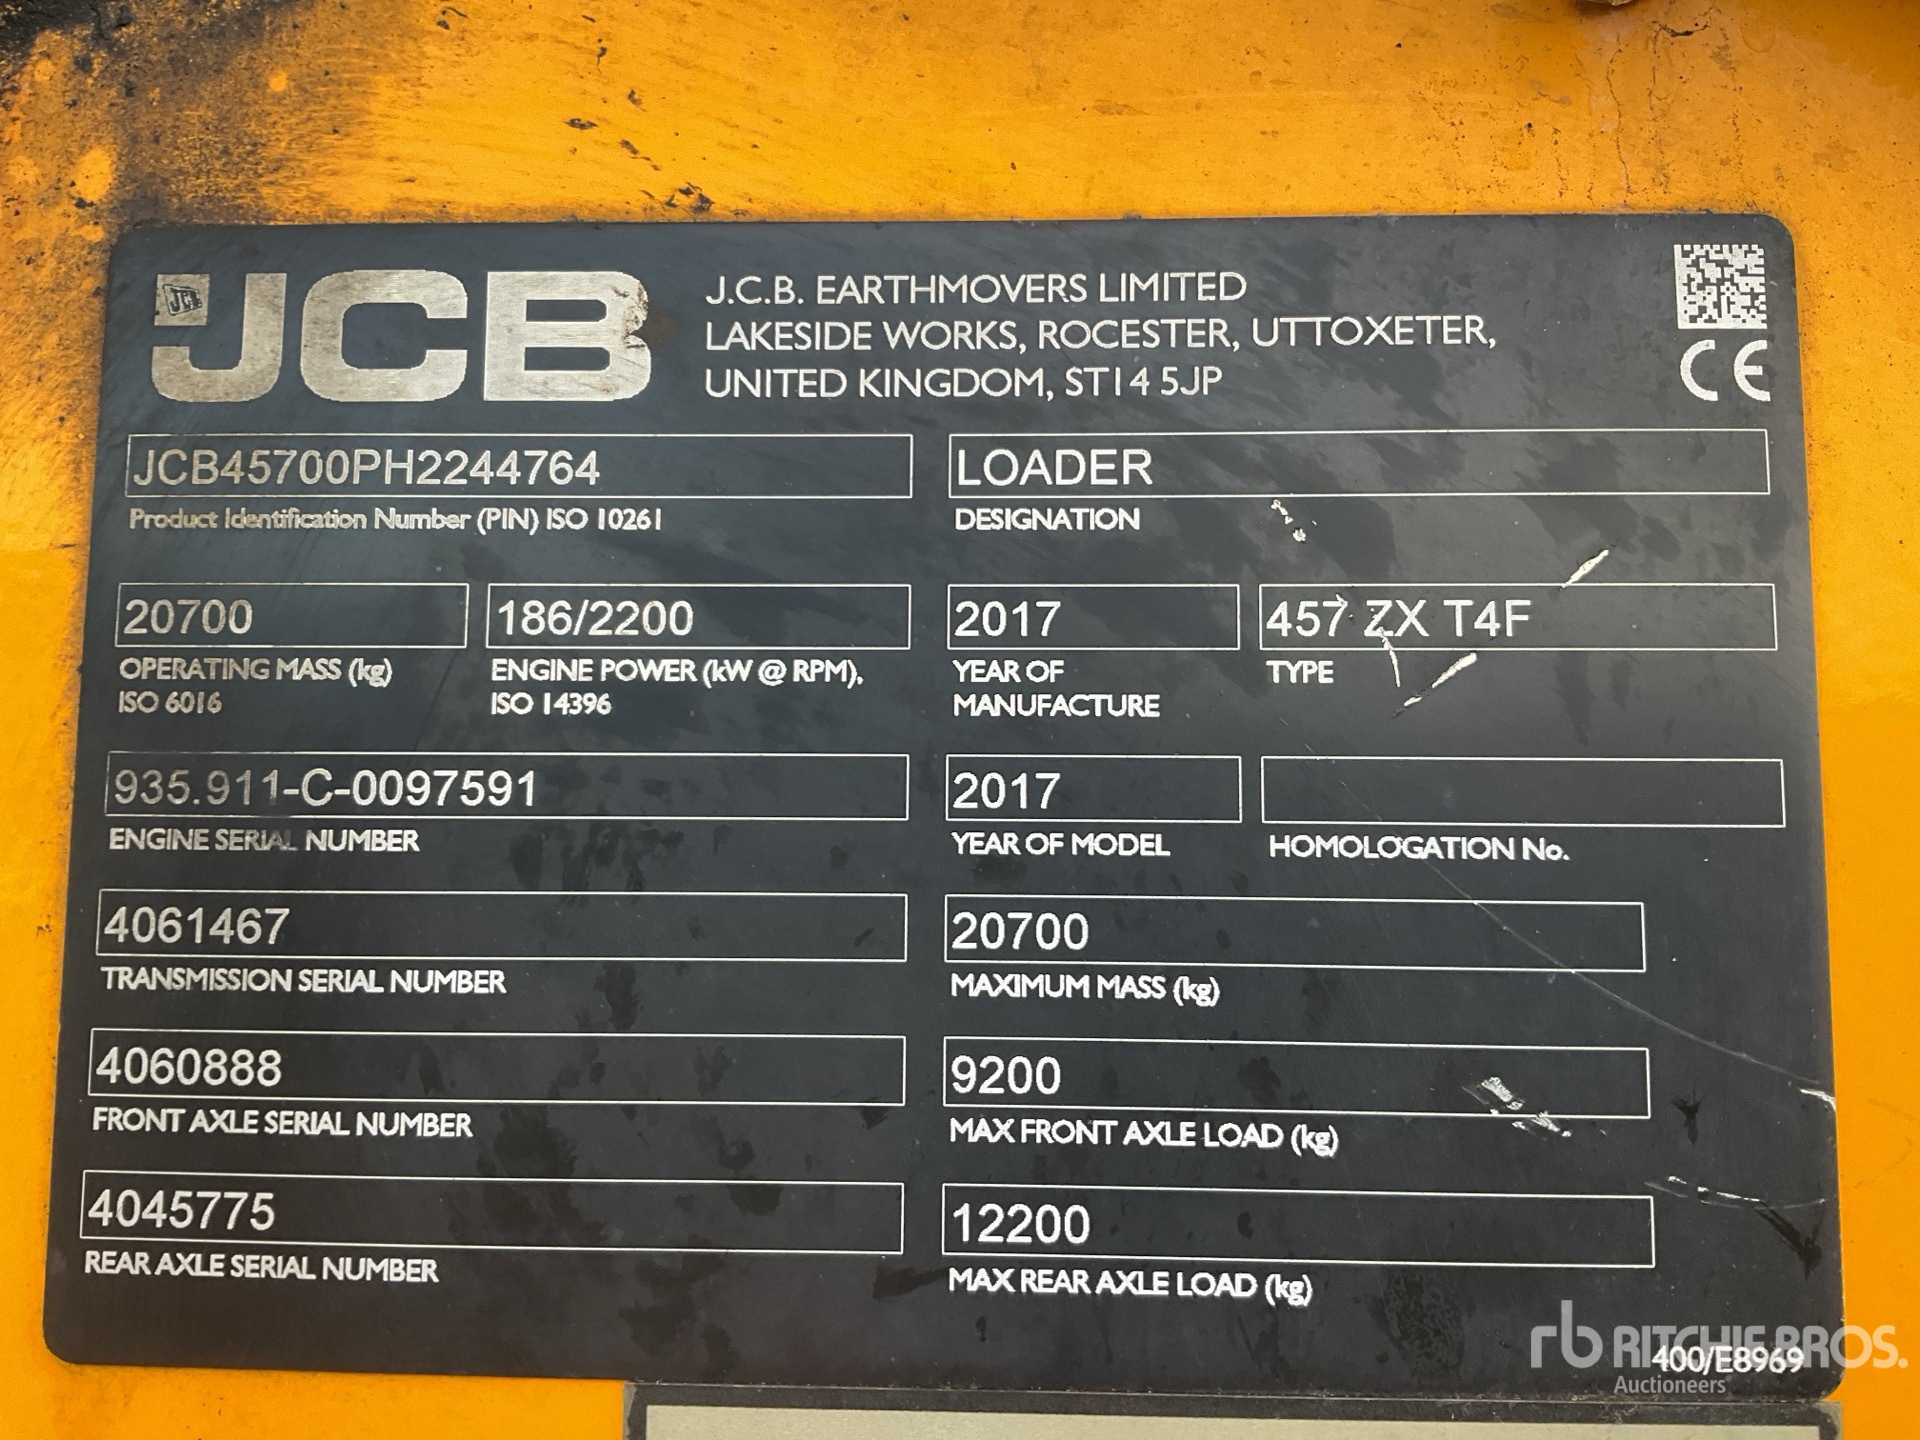 JCB
JCB
J.C.B. EARTHMOVERS LIMITED
LAKESIDE WORKS, ROCESTER, UTTOXETER,
UNITED KINGDOM, ST14 5JP
CE
JCB45700PH2244764
Product Identification Number (PIN) ISO 10261
LOADER
DESIGNATION
20700
OPERATING MASS (kg)
ISO 6016
186/2200
ENGINE POWER (kW @ RPM),
ISO 14396
2017
YEAR OF
MANUFACTURE
457 ZX T4F
TYPE
935.911-C-0097591
ENGINE SERIAL NUMBER
2017
YEAR OF MODEL
HOMOLOGATION No.
4061467
TRANSMISSION SERIAL NUMBER
20700
MAXIMUM MASS (kg)
4060888
FRONT AXLE SERIAL NUMBER
9200
MAX FRONT AXLE LOAD (kg)
4045775
REAR AXLE SERIAL NUMBER
12200
MAX REAR AXLE LOAD (kg)
400/E8969
rb RITCHIE BROS.
Auctioneers